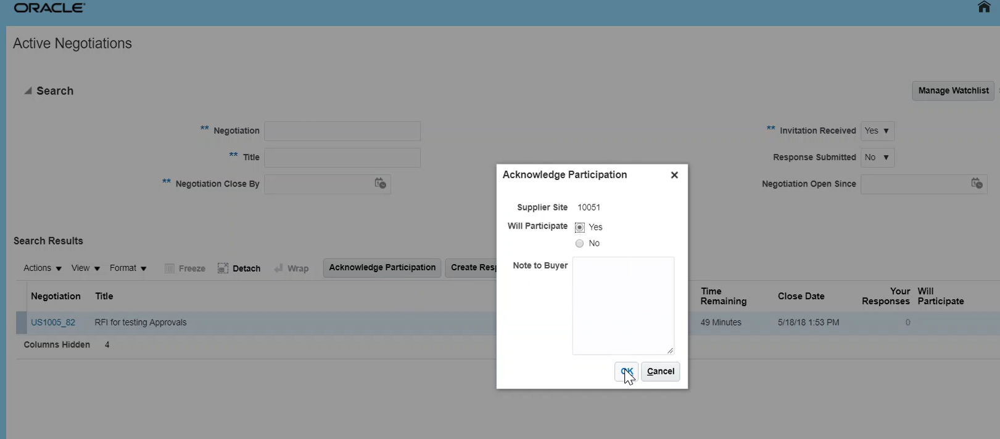 ORACLE
Active Negotiations
Search
Manage Watchlist
** Negotiation
** Invitation Received Yes
** Title
Response Submitted No
** Negotiation Close By
Negotiation Open Since
Acknowledge Participation
Supplier Site 10051
Will Participate Yes
No
Note to Buyer
OK Cancel
Search Results
Actions View Format Freeze Detach Wrap Acknowledge Participation Create
Negotiation Title Time Remaining Close Date Your Responses Will Participate
US1005_82 RFI for testing Approvals 49 Minutes 5/18/18 1:53 PM 0
Columns Hidden 4